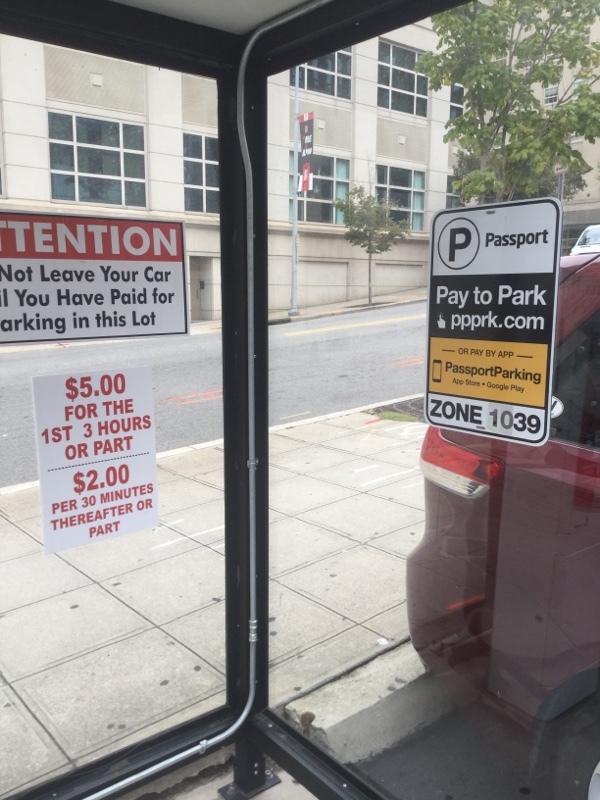 TTENTION
Not Leave Your Car
il You Have Paid for
arking in this Lot
$5.00
FOR THE
1ST 3 HOURS
OR PART
$2.00
PER 30 MINUTES
THEREAFTER OR
PART
P Passport
Pay to Park
ppprk.com
OR PAY BY APP
PassportParking
App Store • Google Play
ZONE 1039